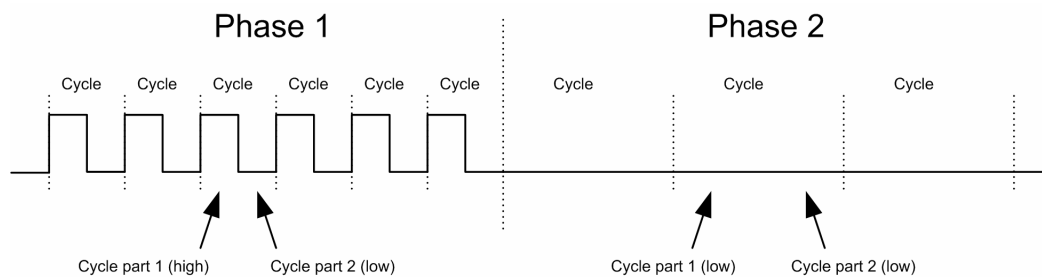 Phase 1
Phase 2
Cycle Cycle Cycle Cycle Cycle Cycle Cycle Cycle Cycle
Cycle part 1 (high) Cycle part 2 (low) Cycle part 1 (low) Cycle part 2 (low)